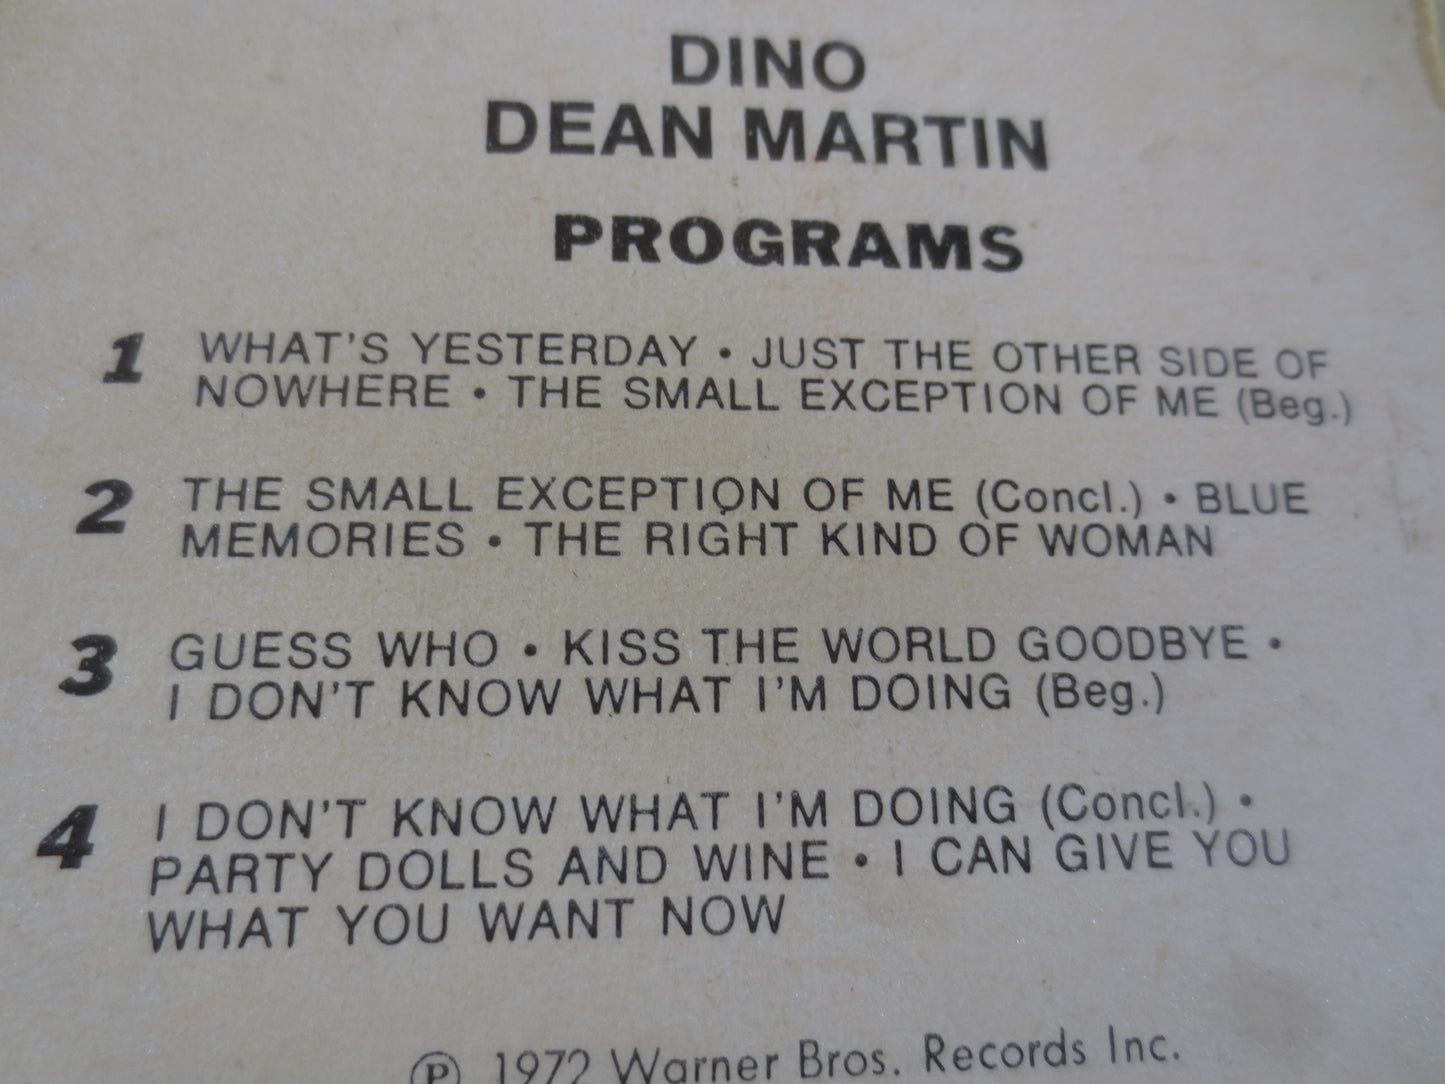 DINO
DEAN MARTIN
PROGRAMS
1 WHAT'S YESTERDAY • JUST THE OTHER SIDE OF
NOWHERE • THE SMALL EXCEPTION OF ME (Beg.)
2 THE SMALL EXCEPTION OF ME (Concl.) • BLUE
MEMORIES • THE RIGHT KIND OF WOMAN
3 GUESS WHO • KISS THE WORLD GOODBYE •
I DON'T KNOW WHAT I'M DOING (Beg.)
4 I DON'T KNOW WHAT I'M DOING (Concl.) •
PARTY DOLLS AND WINE • I CAN GIVE YOU
WHAT YOU WANT NOW
℗ 1972 Warner Bros. Records Inc.